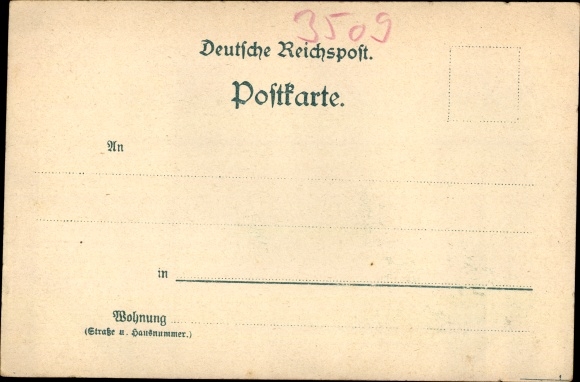 3509
Deutsche Reichspost.
Postkarte.
An
in
Wohnung
(Straße u. Hausnummer.)